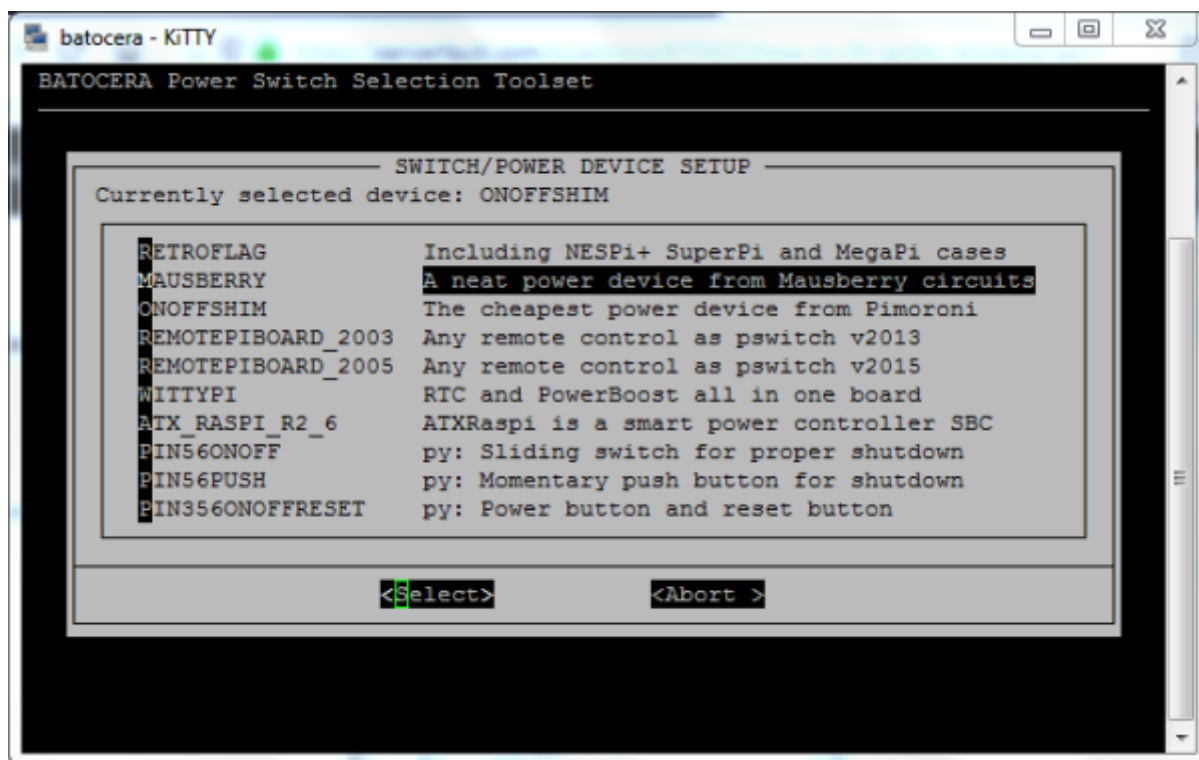 batocera - KiTTY
BATOCERA Power Switch Selection Toolset
SWITCH/POWER DEVICE SETUP
Currently selected device: ONOFFSHIM
RETROFLAG Including NESPi+ SuperPi and MegaPi cases
MAUSBERRY A neat power device from Mausberry circuits
ONOFFSHIM The cheapest power device from Pimoroni
REMOTEPIBOARD_2003 Any remote control as pswitch v2013
REMOTEPIBOARD_2005 Any remote control as pswitch v2015
WITTYPI RTC and PowerBoost all in one board
ATX_RASPI_R2_6 ATXRaspi is a smart power controller SBC
PIN56ONOFF py: Sliding switch for proper shutdown
PIN56PUSH py: Momentary push button for shutdown
PIN356ONOFFRESET py: Power button and reset button
<Select> <Abort >